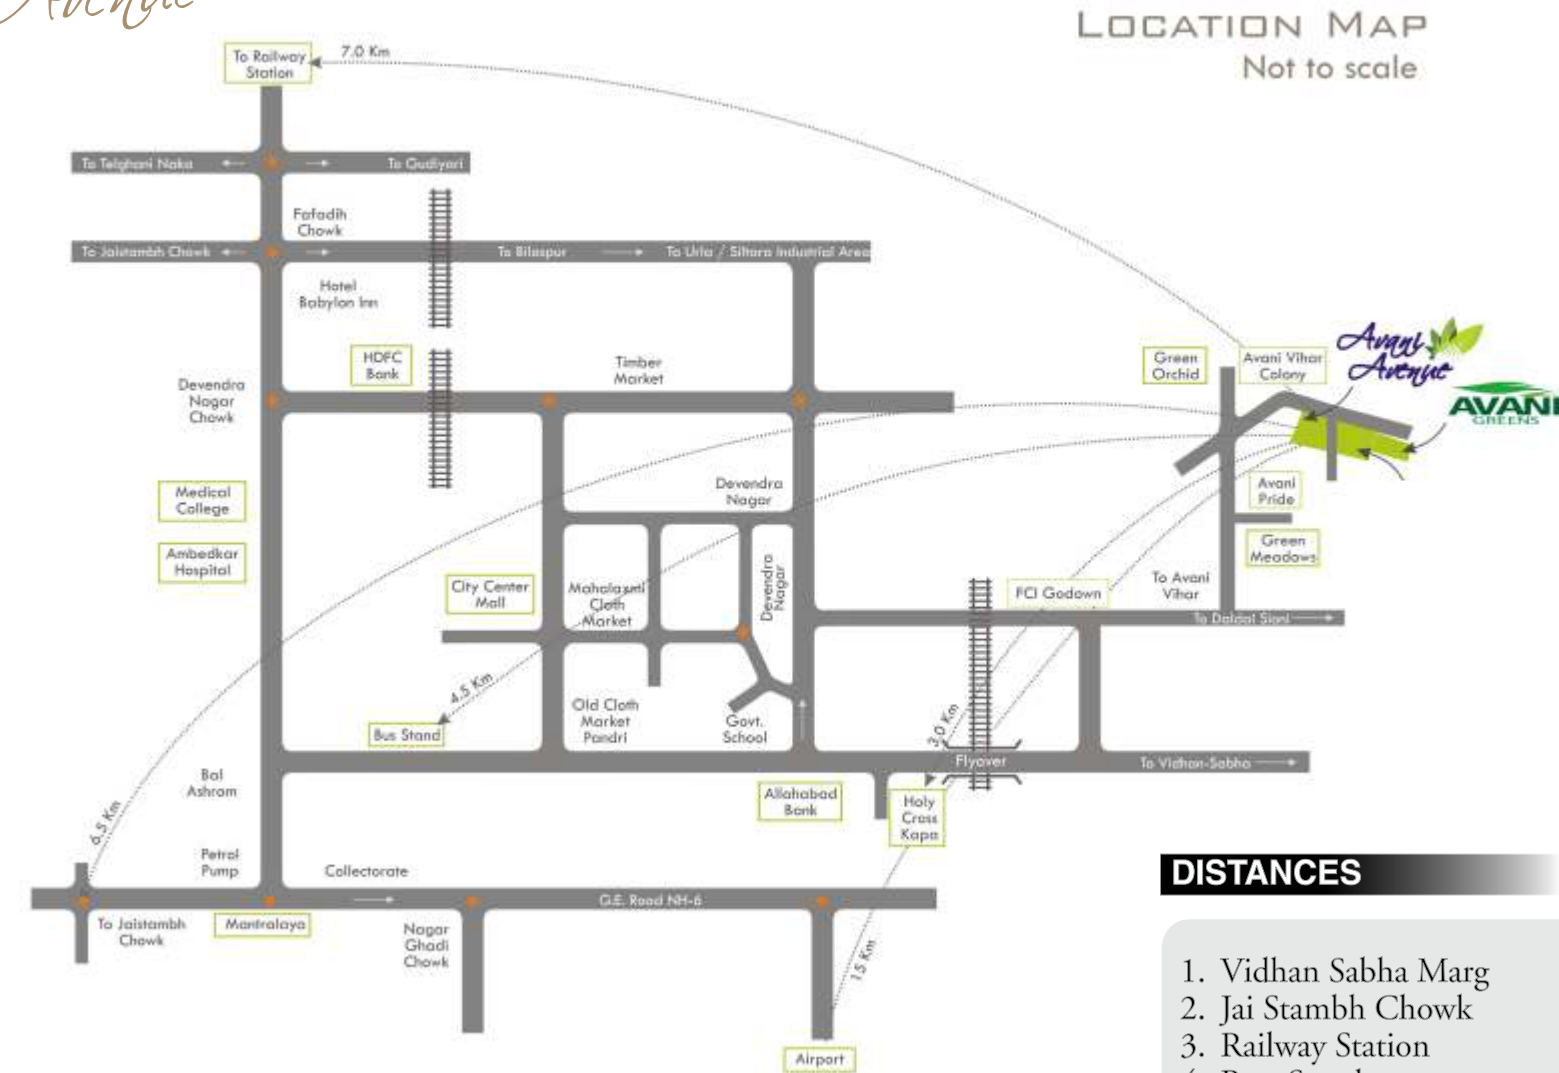 Avenue
LOCATION MAP
Not to scale
To Railway
Station
7.0 Km
To Telghani Naka
To Gudiyari
Fafadih
Chowk
To Jaistambh Chowk
To Bilaspur
To Urla / Siltara Industrial Area
Hotel
Babylon Inn
HDFC
Bank
Timber
Market
Green
Orchid
Avani Vihar
Colony
Avani
Avenue
AVANI
GREENS
Devendra
Nagar
Chowk
Medical
College
Devendra
Nagar
Avani
Pride
Green
Meadows
Ambedkar
Hospital
City Center
Mall
Mahalaxmi
Cloth
Market
Devendra
Nagar
FCI Godown
To Avani
Vihar
To Daldal Sioni
4.5 Km
Bus Stand
Old Cloth
Market
Pandri
Govt.
School
3.0 Km
Flyover
To Vidhan-Sabha
Bal
Ashram
Allahabad
Bank
Holy
Cross
Kapa
6.5 Km
Petrol
Pump
Collectorate
G.E. Road NH-6
To Jaistambh
Chowk
Mantralaya
Nagar
Ghadi
Chowk
15 Km
Airport
DISTANCES
1. Vidhan Sabha Marg
2. Jai Stambh Chowk
3. Railway Station